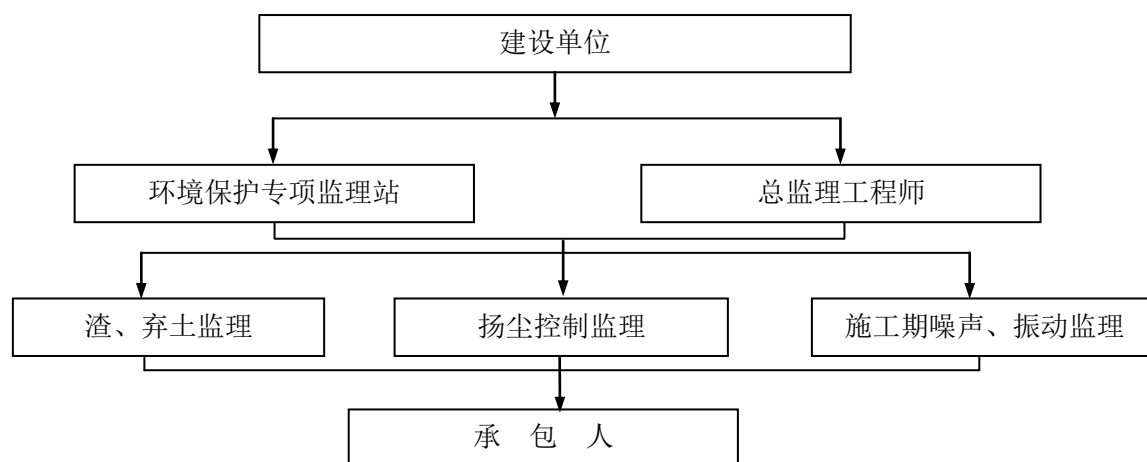 建设单位
环境保护专项监理站
总监理工程师
渣、弃土监理
扬尘控制监理
施工期噪声、振动监理
承 包 人